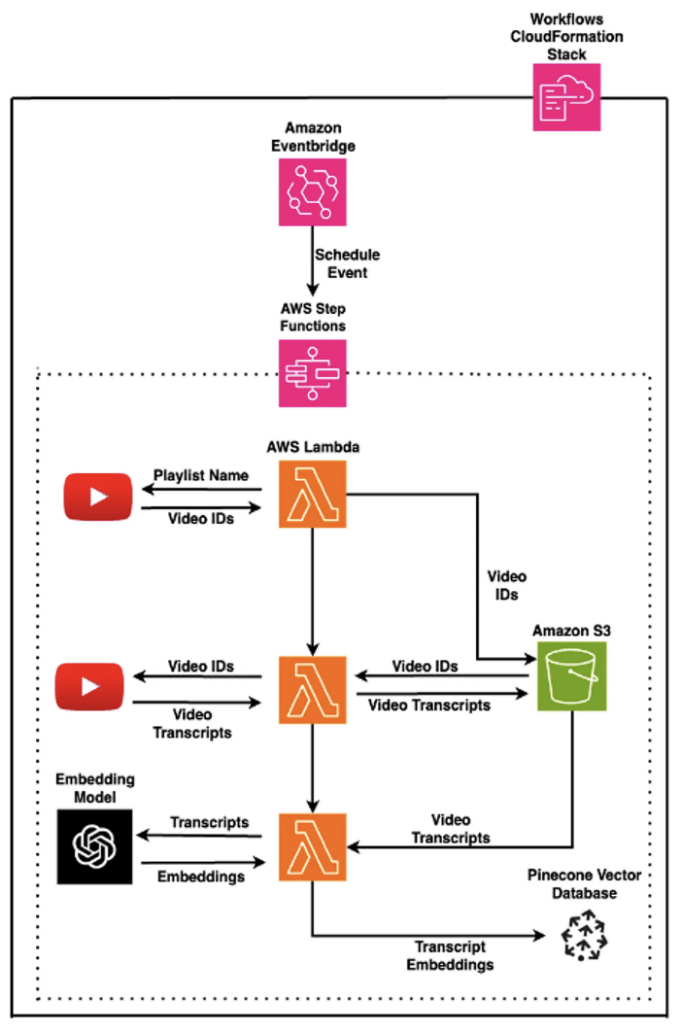 Workflows
CloudFormation
Stack
Amazon
Eventbridge
Schedule
Event
AWS Step
Functions
AWS Lambda
Playlist Name
Video IDs
Video
IDs
Amazon S3
Video IDs
Video
Transcripts
Video IDs
Video Transcripts
Embedding
Model
Transcripts
Embeddings
Video
Transcripts
Pinecone Vector
Database
Transcript
Embeddings